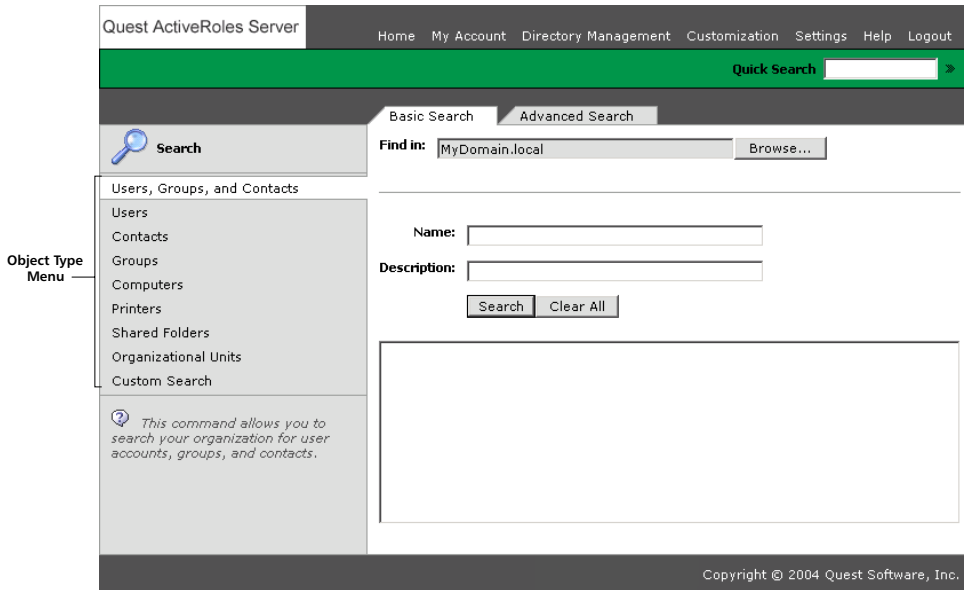 Quest ActiveRoles Server
Home My Account Directory Management Customization Settings Help Logout
Quick Search
Basic Search Advanced Search
Search
Find in: MyDomain.local Browse...
Object Type
Menu
Users, Groups, and Contacts
Users
Contacts
Groups
Computers
Printers
Shared Folders
Organizational Units
Custom Search
Name:
Description:
Search Clear All
This command allows you to
search your organization for user
accounts, groups, and contacts.
Copyright © 2004 Quest Software, Inc.